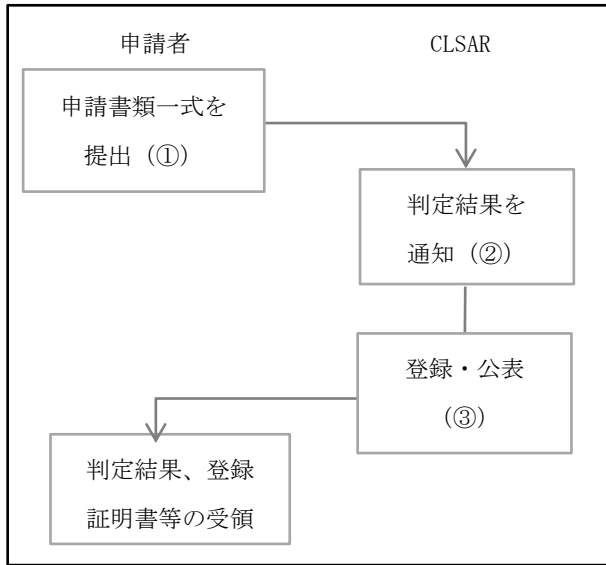 申請者
CLSAR
申請書類一式を
提出（①）
判定結果を
通知（②）
登録・公表
（③）
判定結果、登録
証明書等の受領